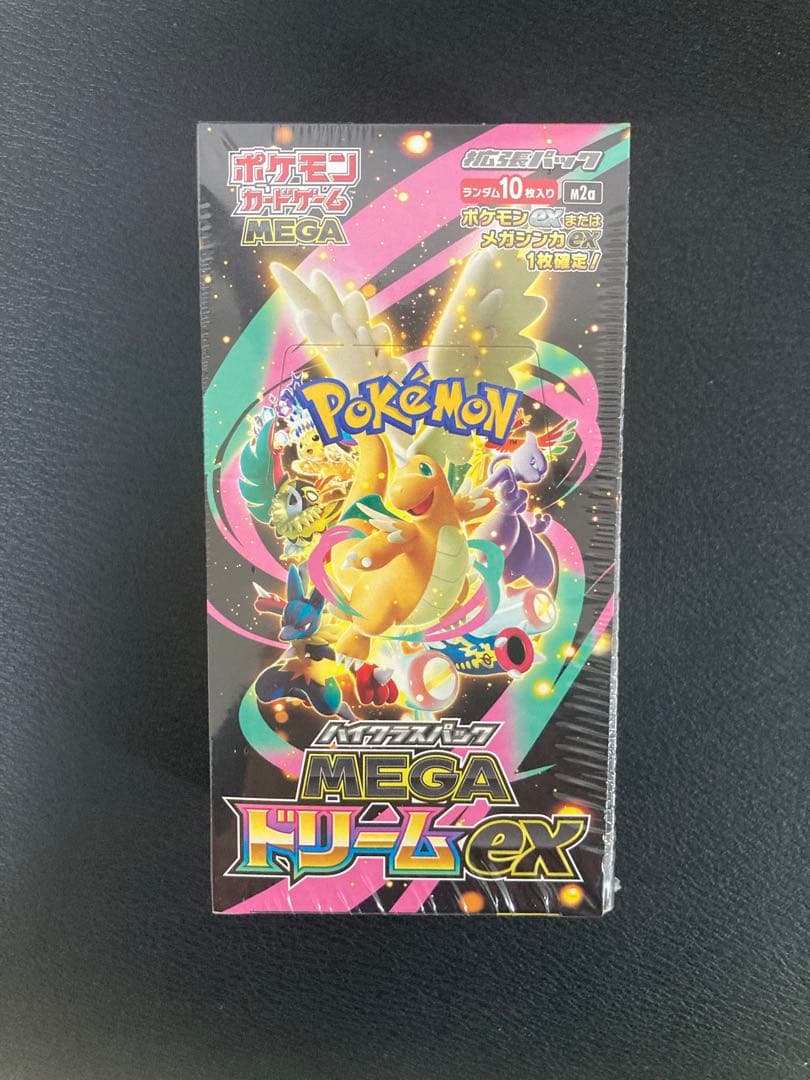 ポケモン
カードゲーム
MEGA
拡張パック
ランダム10枚入り M2a
ポケモンexまたは
メガシンカex
1枚確定!
POKéMON
TM
ハイクラスパック
MEGA
ドリームex